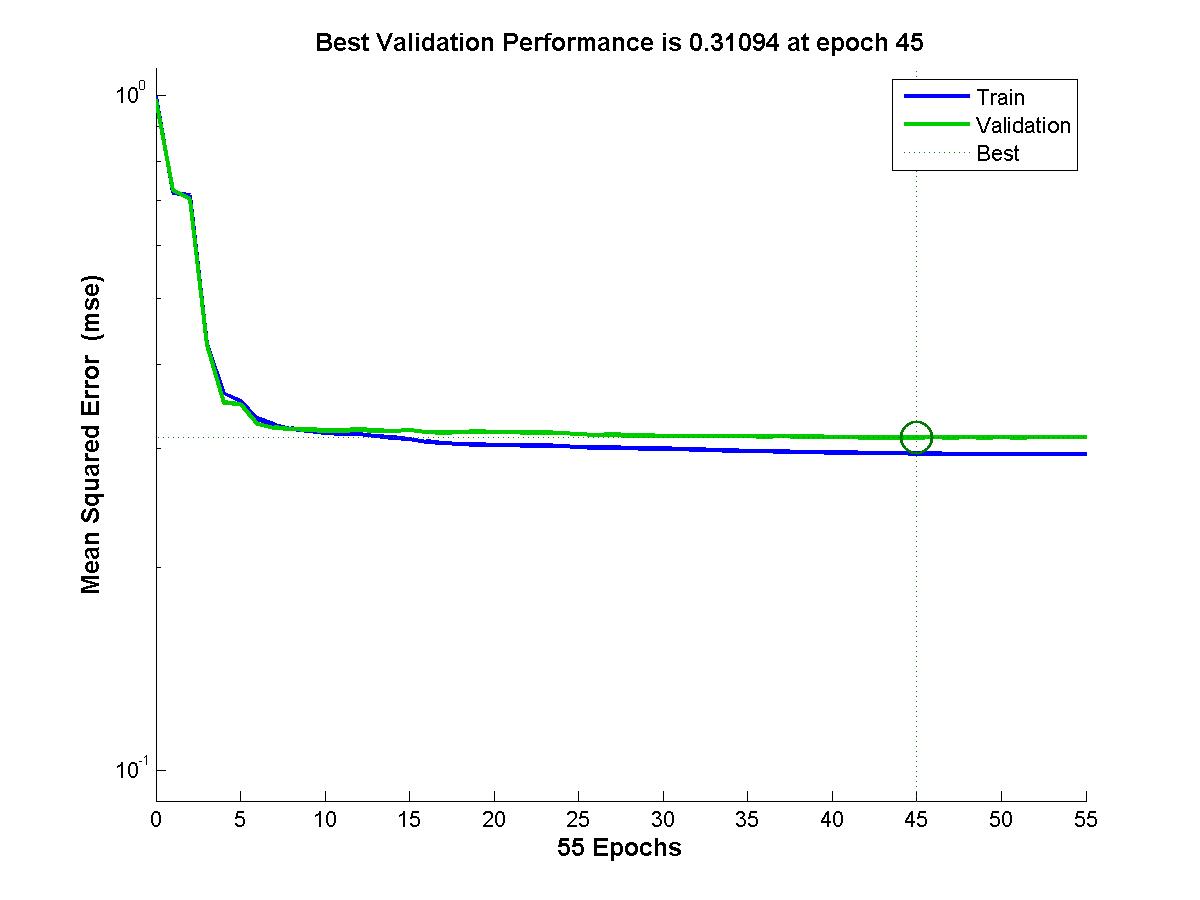 Best Validation Performance is 0.31094 at epoch 45
10^0
Train
Validation
Best
Mean Squared Error (mse)
10^-1
0 5 10 15 20 25 30 35 40 45 50 55
55 Epochs